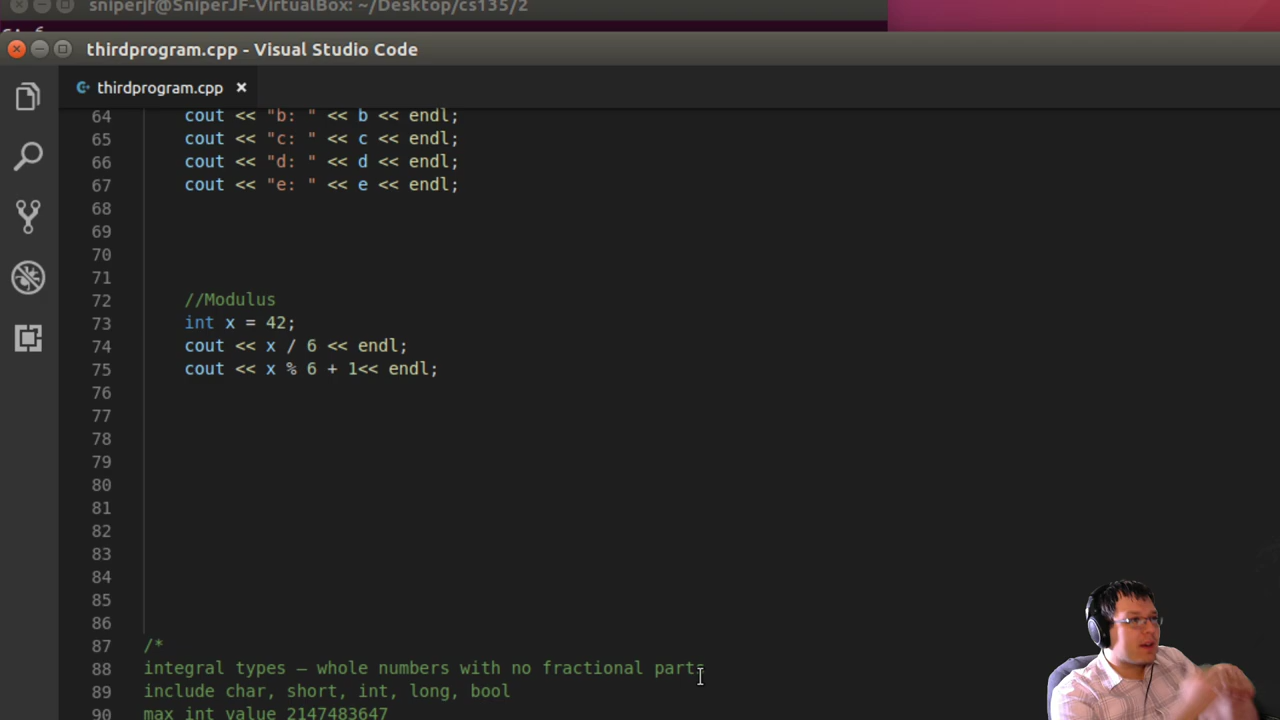 sniperjf@SniperJF-VirtualBox: ~/Desktop/cs135/2
thirdprogram.cpp - Visual Studio Code
thirdprogram.cpp ×
64 cout << "b: " << b << endl;
65 cout << "c: " << c << endl;
66 cout << "d: " << d << endl;
67 cout << "e: " << e << endl;
68
69
70
71
72 //Modulus
73 int x = 42;
74 cout << x / 6 << endl;
75 cout << x % 6 + 1<< endl;
76
77
78
79
80
81
82
83
84
85
86
87 /*
88 integral types – whole numbers with no fractional parts
89 include char, short, int, long, bool
90 max int value 2147483647